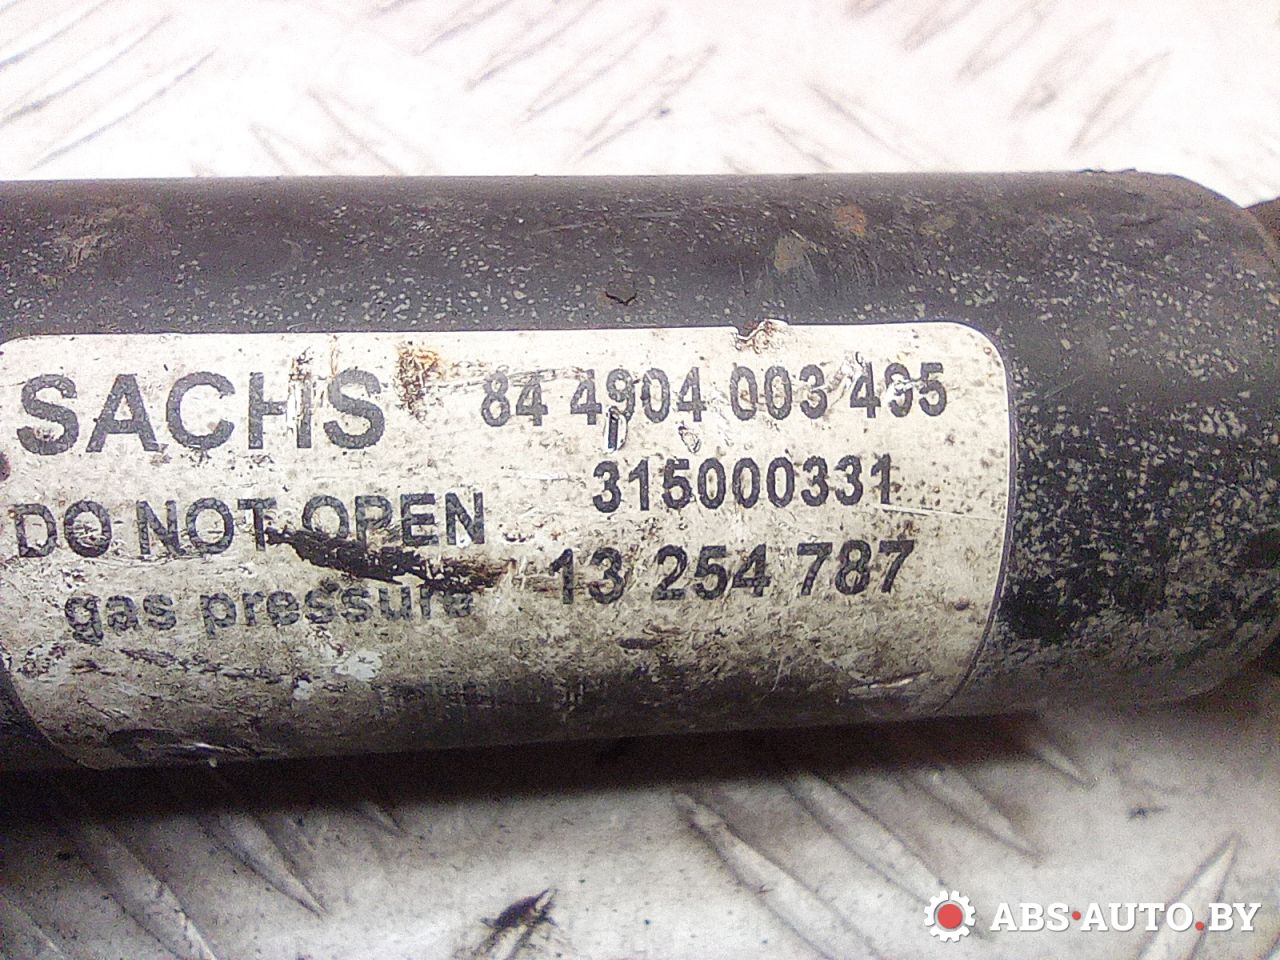 SACHS 84 4904 003 495
DO NOT OPEN 315000331
gas pressure 13 254 787
ABS·AUTO.BY